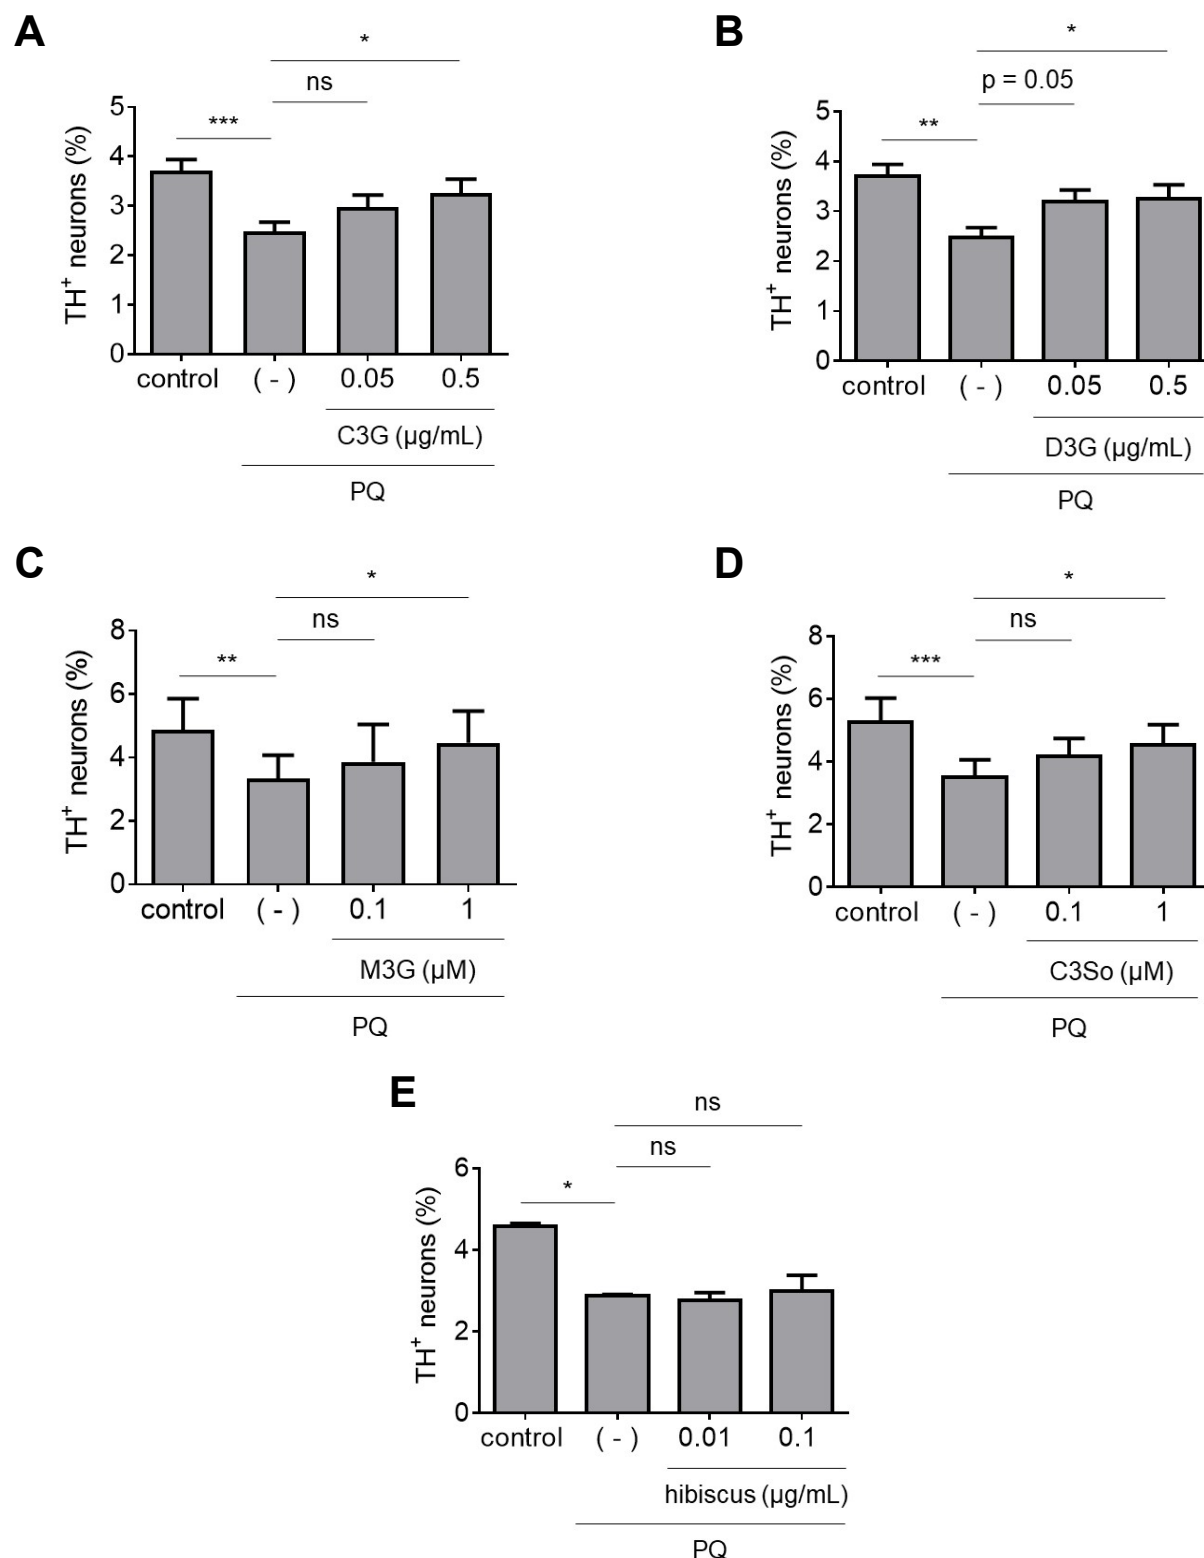 A
*
ns
***
TH+ neurons (%)
5
4
3
2
1
0
control
( - )
0.05
0.5
C3G (µg/mL)
PQ
B
*
p = 0.05
**
TH+ neurons (%)
5
4
3
2
1
0
control
( - )
0.05
0.5
D3G (µg/mL)
PQ
C
*
ns
**
TH+ neurons (%)
8
6
4
2
0
control
( - )
0.1
1
M3G (µM)
PQ
D
*
ns
***
TH+ neurons (%)
8
6
4
2
0
control
( - )
0.1
1
C3So (µM)
PQ
E
ns
ns
*
TH+ neurons (%)
6
4
2
0
control
( - )
0.01
0.1
hibiscus (µg/mL)
PQ